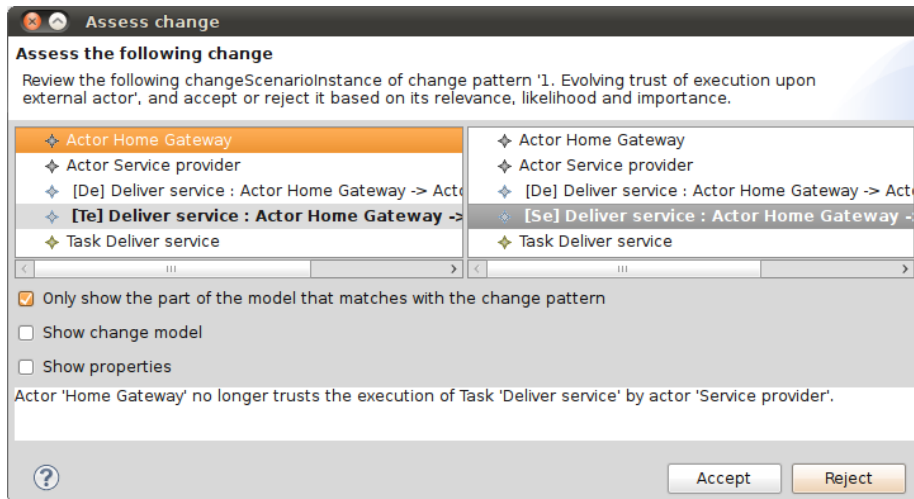 Assess change
Assess the following change
Review the following changeScenarioInstance of change pattern '1. Evolving trust of execution upon
external actor', and accept or reject it based on its relevance, likelihood and importance.
Actor Home Gateway
Actor Service provider
[De] Deliver service : Actor Home Gateway -> Acto
[Te] Deliver service : Actor Home Gateway ->
Task Deliver service
Actor Home Gateway
Actor Service provider
[De] Deliver service : Actor Home Gateway -> Act
[Se] Deliver service : Actor Home Gateway -
Task Deliver service
Only show the part of the model that matches with the change pattern
Show change model
Show properties
Actor 'Home Gateway' no longer trusts the execution of Task 'Deliver service' by actor 'Service provider'.
?
Accept
Reject